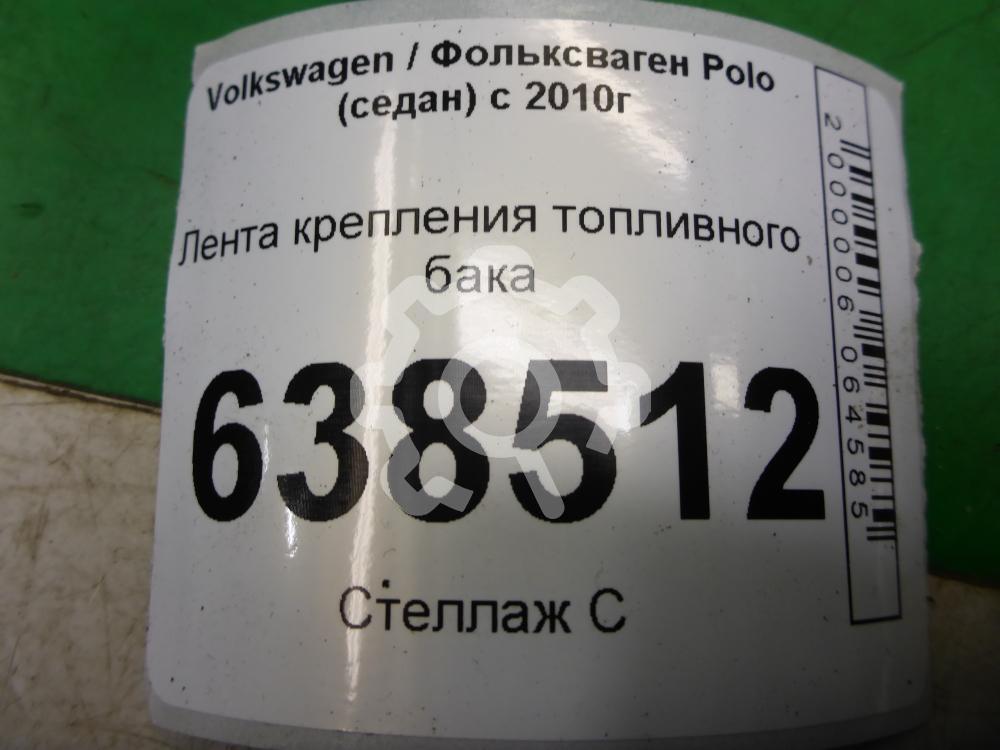 Volkswagen / Фольксваген Polo
(седан) с 2010г
Лента крепления топливного
бака
638512
Стеллаж С
2000006064585